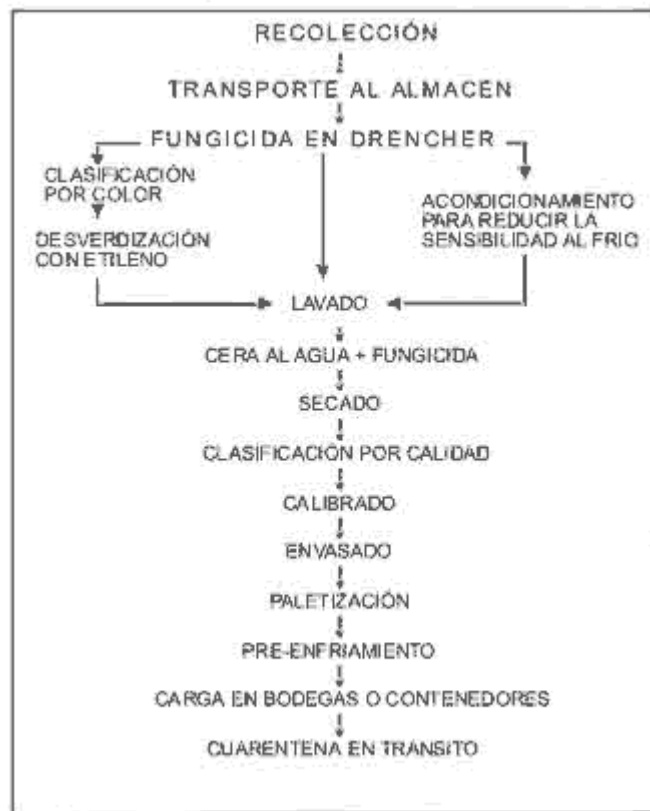 RECOLECCIÓN
TRANSPORTE AL ALMACÉN
FUNGICIDA EN DRENCHER
CLASIFICACIÓN
POR COLOR
DESVERDIZACIÓN
CON ETILENO
ACONDICIONAMIENTO
PARA REDUCIR LA
SENSIBILIDAD AL FRIO
LAVADO
CERA AL AGUA + FUNGICIDA
SECADO
CLASIFICACIÓN POR CALIDAD
CALIBRADO
ENVASADO
PALETIZACIÓN
PRE-ENFRIAMIENTO
CARGA EN BODEGAS O CONTENEDORES
CUARENTENA EN TRÁNSITO